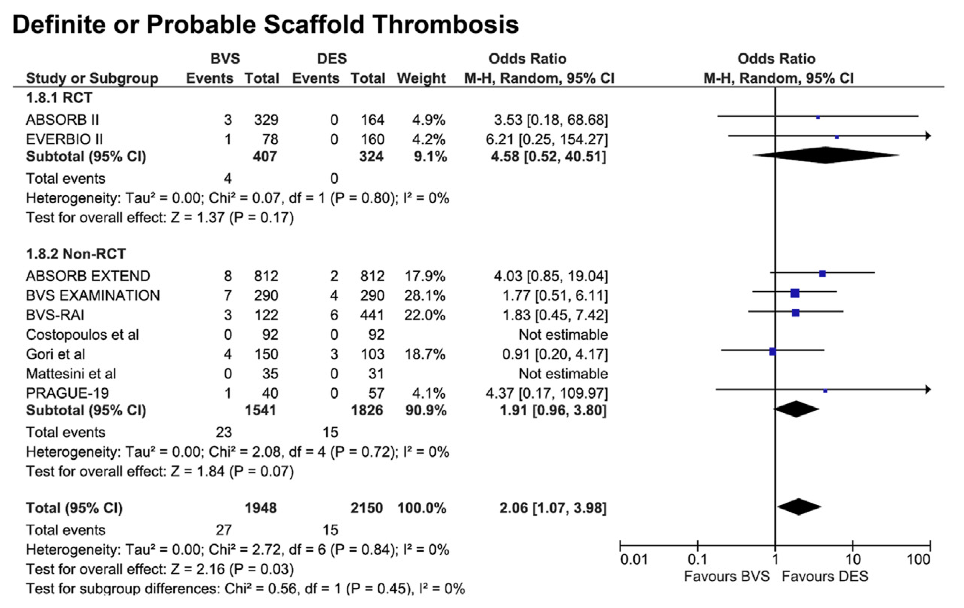 Definite or Probable Scaffold Thrombosis
BVS DES Odds Ratio Odds Ratio
Study or Subgroup Events Total Events Total Weight M-H, Random, 95% CI M-H, Random, 95% CI
1.8.1 RCT
ABSORB II 3 329 0 164 4.9% 3.53 [0.18, 68.68]
EVERBIO II 1 78 0 160 4.2% 6.21 [0.25, 154.27]
Subtotal (95% CI) 407 324 9.1% 4.58 [0.52, 40.51]
Total events 4 0
Heterogeneity: Tau² = 0.00; Chi² = 0.07, df = 1 (P = 0.80); I² = 0%
Test for overall effect: Z = 1.37 (P = 0.17)
1.8.2 Non-RCT
ABSORB EXTEND 8 812 2 812 17.9% 4.03 [0.85, 19.04]
BVS EXAMINATION 7 290 4 290 28.1% 1.77 [0.51, 6.11]
BVS-RAI 3 122 6 441 22.0% 1.83 [0.45, 7.42]
Costopoulos et al 0 92 0 92 Not estimable
Gori et al 4 150 3 103 18.7% 0.91 [0.20, 4.17]
Mattesini et al 0 35 0 31 Not estimable
PRAGUE-19 1 40 0 57 4.1% 4.37 [0.17, 109.97]
Subtotal (95% CI) 1541 1826 90.9% 1.91 [0.96, 3.80]
Total events 23 15
Heterogeneity: Tau² = 0.00; Chi² = 2.08, df = 4 (P = 0.72); I² = 0%
Test for overall effect: Z = 1.84 (P = 0.07)
Total (95% CI) 1948 2150 100.0% 2.06 [1.07, 3.98]
Total events 27 15
Heterogeneity: Tau² = 0.00; Chi² = 2.72, df = 6 (P = 0.84); I² = 0%
Test for overall effect: Z = 2.16 (P = 0.03)
Test for subgroup differences: Chi² = 0.56, df = 1 (P = 0.45), I² = 0%
0.01 0.1 1 10 100
Favours BVS Favours DES